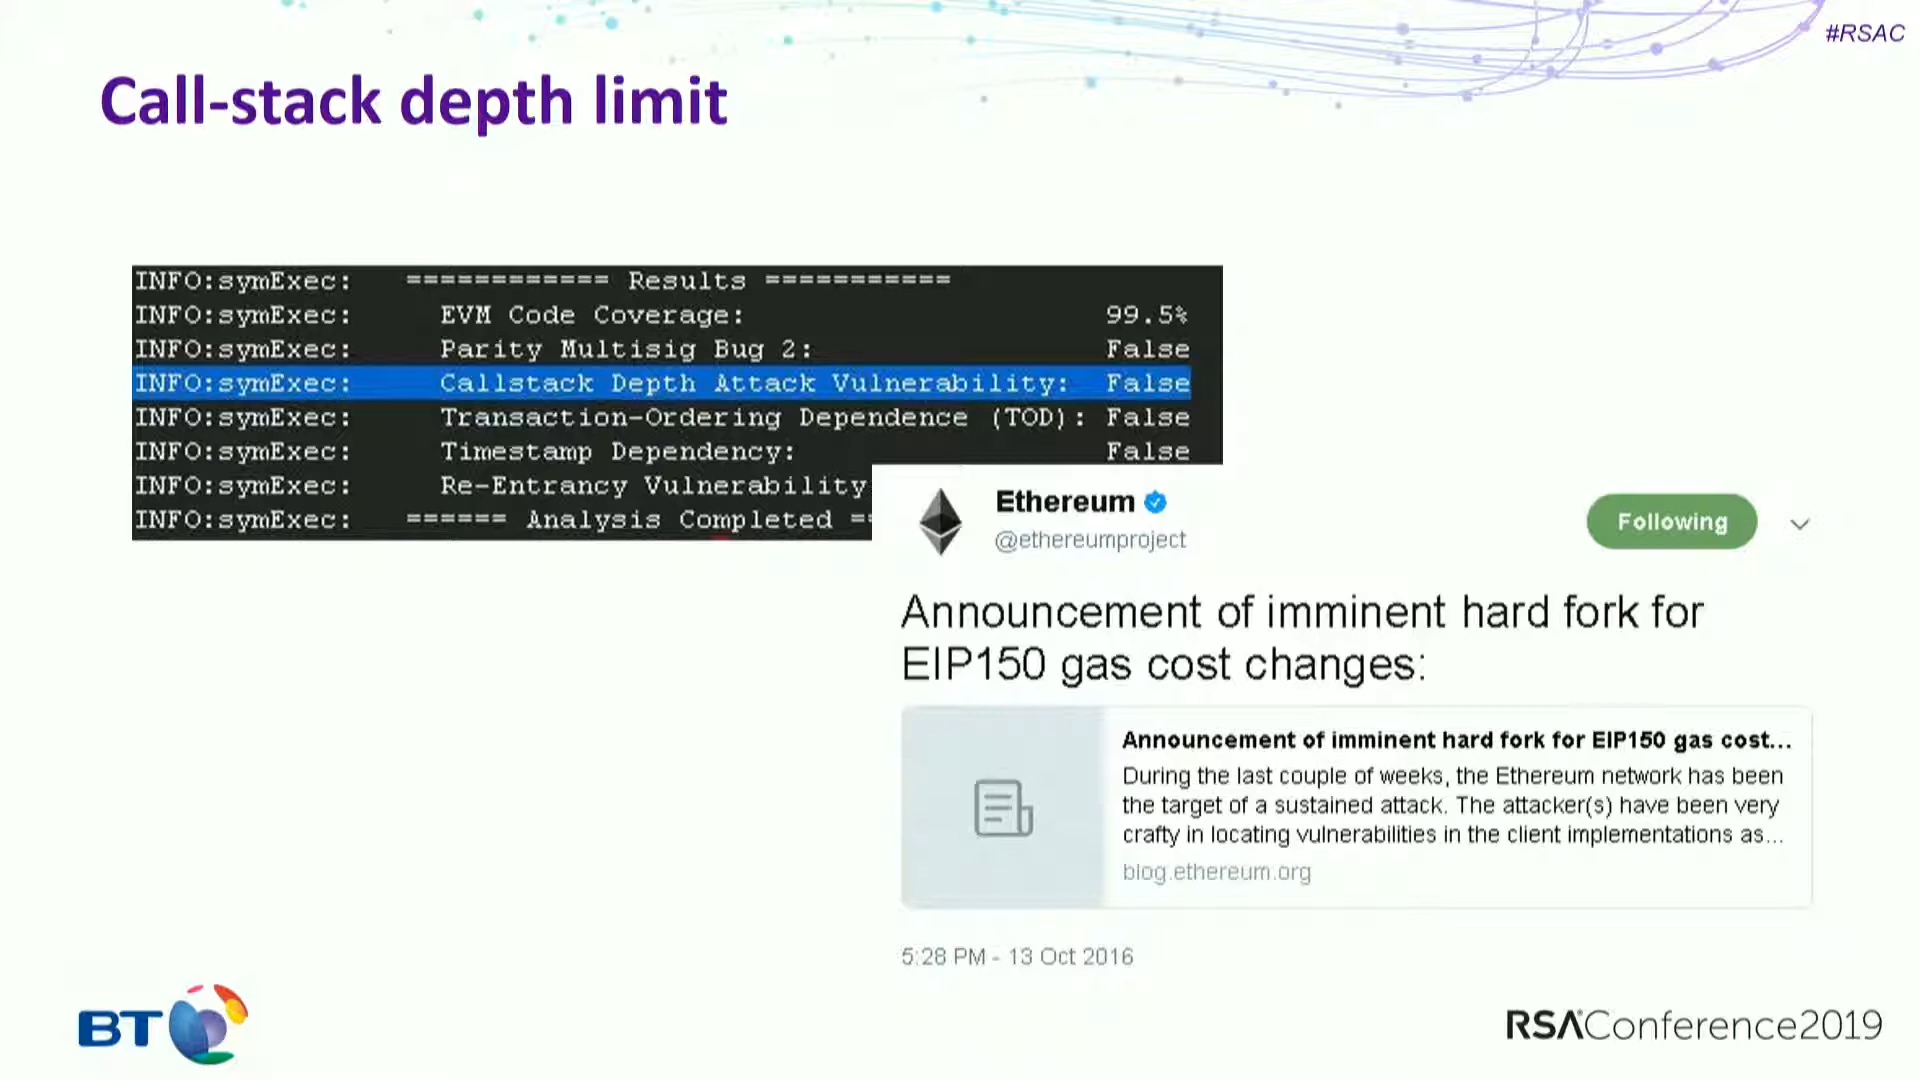 #RSAC
Call-stack depth limit
INFO:symExec: ============ Results ===========
INFO:symExec: EVM Code Coverage: 99.5%
INFO:symExec: Parity Multisig Bug 2: False
INFO:symExec: Callstack Depth Attack Vulnerability: False
INFO:symExec: Transaction-Ordering Dependence (TOD): False
INFO:symExec: Timestamp Dependency: False
INFO:symExec: Re-Entrancy Vulnerability
INFO:symExec: ====== Analysis Completed ==
Ethereum
@ethereumproject
Following
Announcement of imminent hard fork for
EIP150 gas cost changes:
Announcement of imminent hard fork for EIP150 gas cost...
During the last couple of weeks, the Ethereum network has been
the target of a sustained attack. The attacker(s) have been very
crafty in locating vulnerabilities in the client implementations as...
blog.ethereum.org
5:28 PM - 13 Oct 2016
BT
RSAConference2019